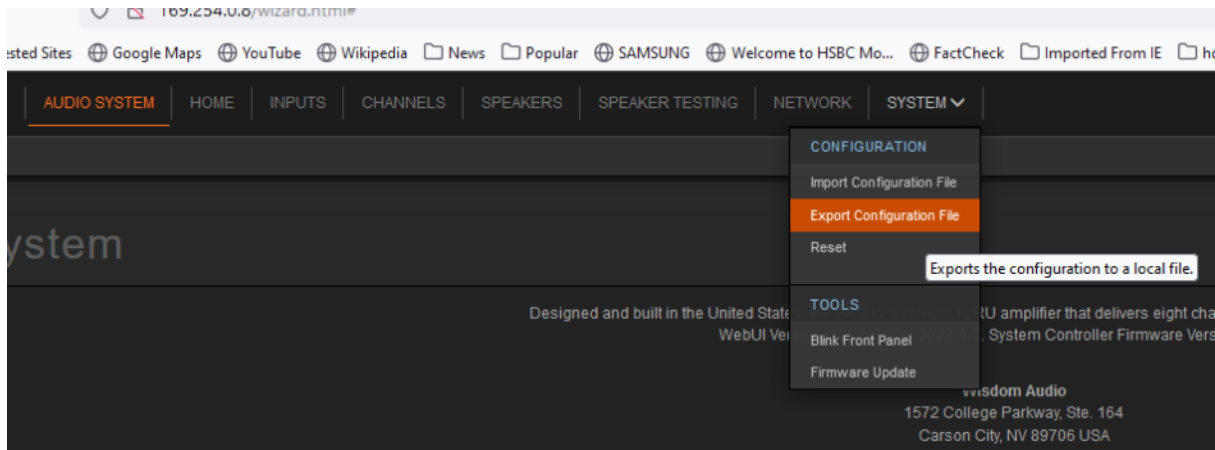 169.254.0.8/wizard.html#
ested Sites Google Maps YouTube Wikipedia News Popular SAMSUNG Welcome to HSBC Mo... FactCheck Imported From IE
AUDIO SYSTEM HOME INPUTS CHANNELS SPEAKERS SPEAKER TESTING NETWORK SYSTEM
CONFIGURATION
Import Configuration File
Export Configuration File
ystem
Reset
Exports the configuration to a local file.
TOOLS
Designed and built in the United State RU amplifier that delivers eight cha
WebUI Ver . System Controller Firmware Vers
Blink Front Panel
Firmware Update
Wisdom Audio
1572 College Parkway, Ste. 164
Carson City, NV 89706 USA